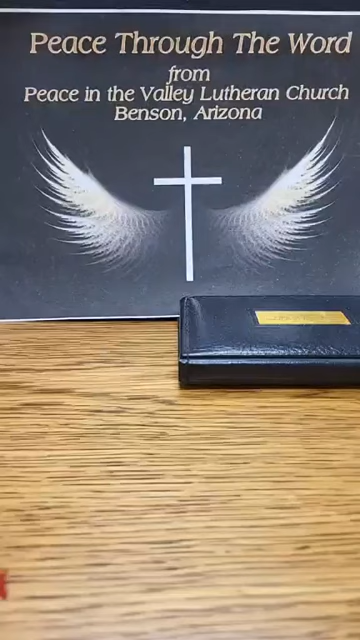 Peace Through The Word
from
Peace in the Valley Lutheran Church
Benson, Arizona